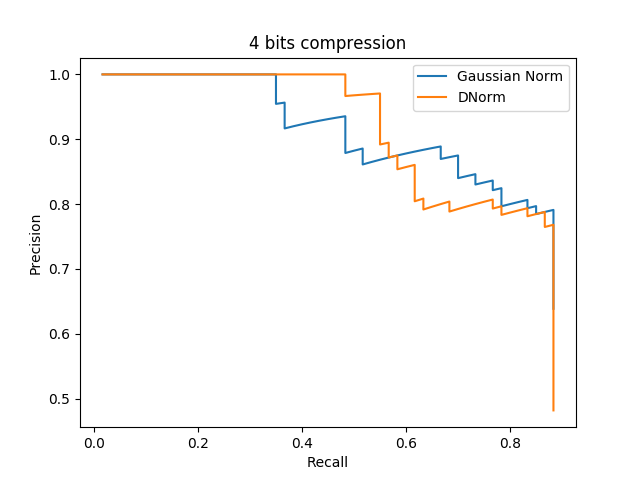 4 bits compression
Gaussian Norm
DNorm
1.0
0.9
0.8
0.7
0.6
0.5
Precision
0.0 0.2 0.4 0.6 0.8
Recall